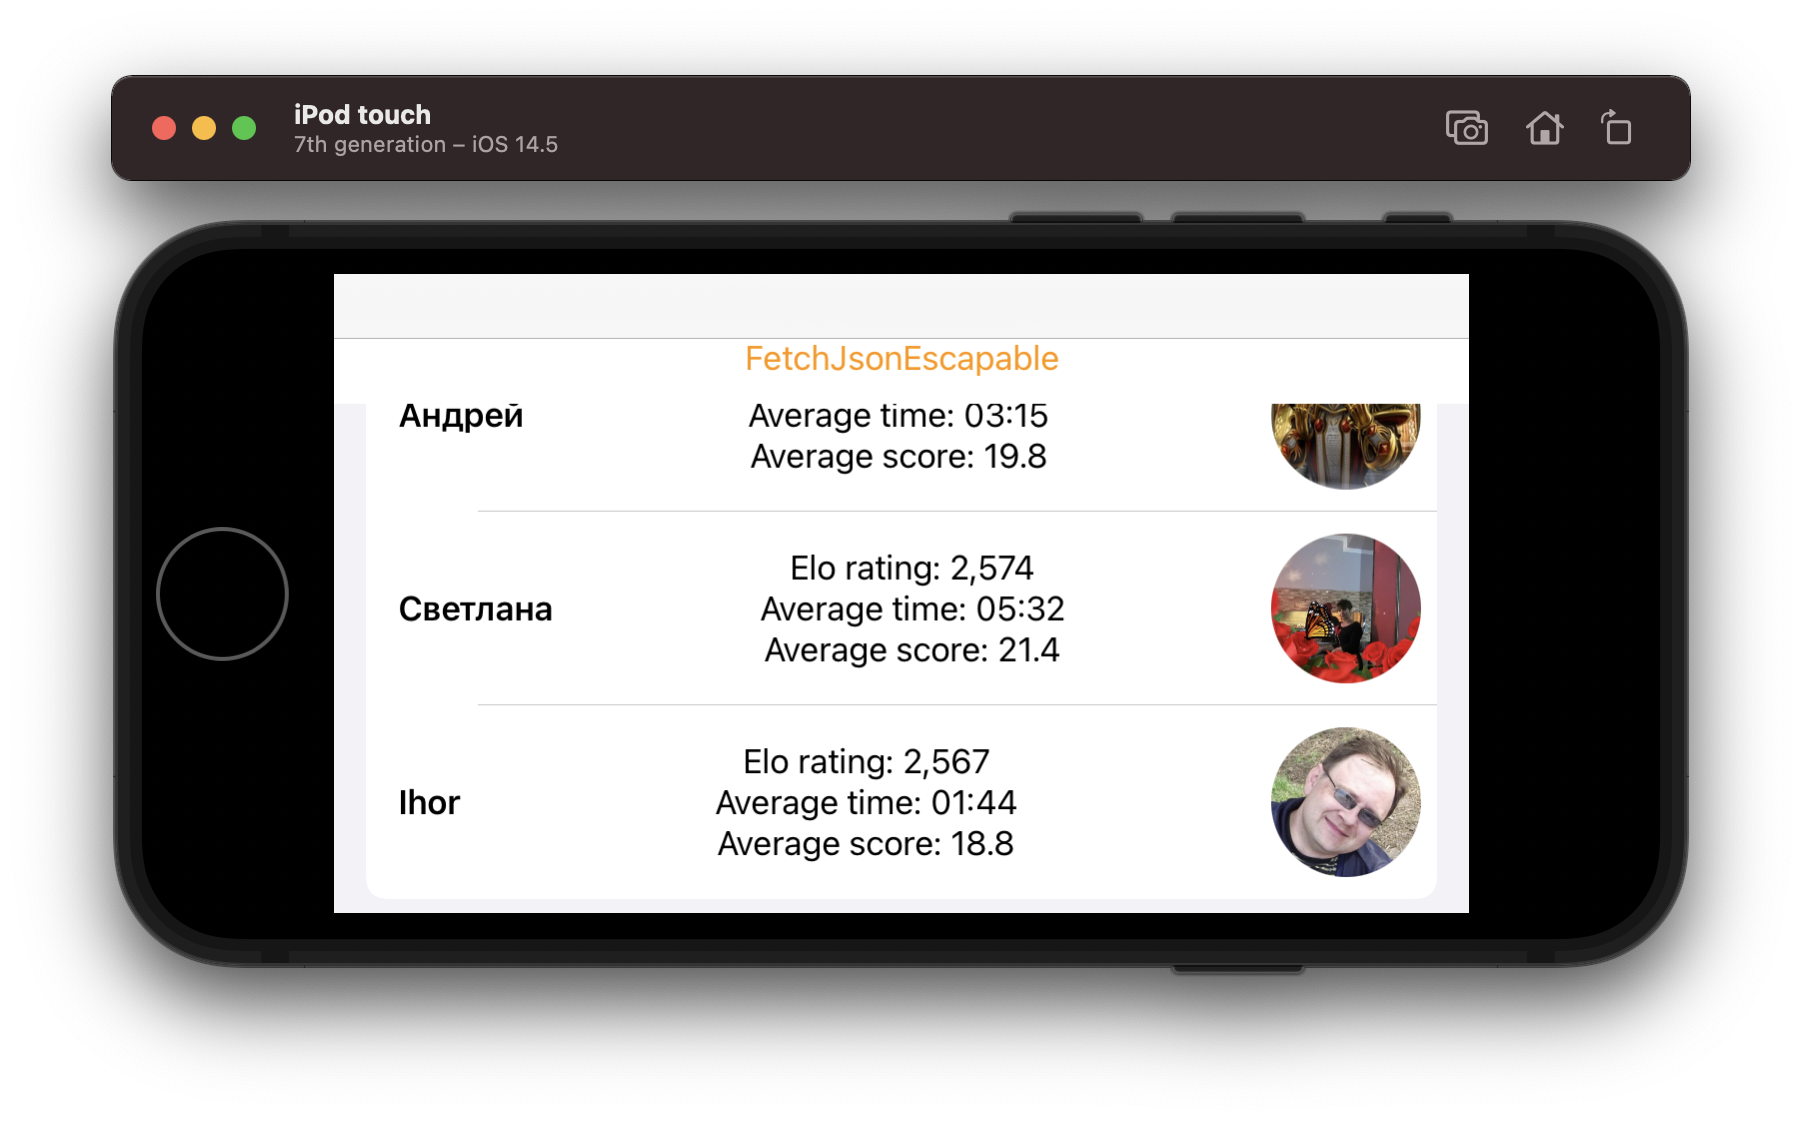 iPod touch
7th generation – iOS 14.5
FetchJsonEscapable
Андрей
Average time: 03:15
Average score: 19.8
Светлана
Elo rating: 2,574
Average time: 05:32
Average score: 21.4
Ihor
Elo rating: 2,567
Average time: 01:44
Average score: 18.8